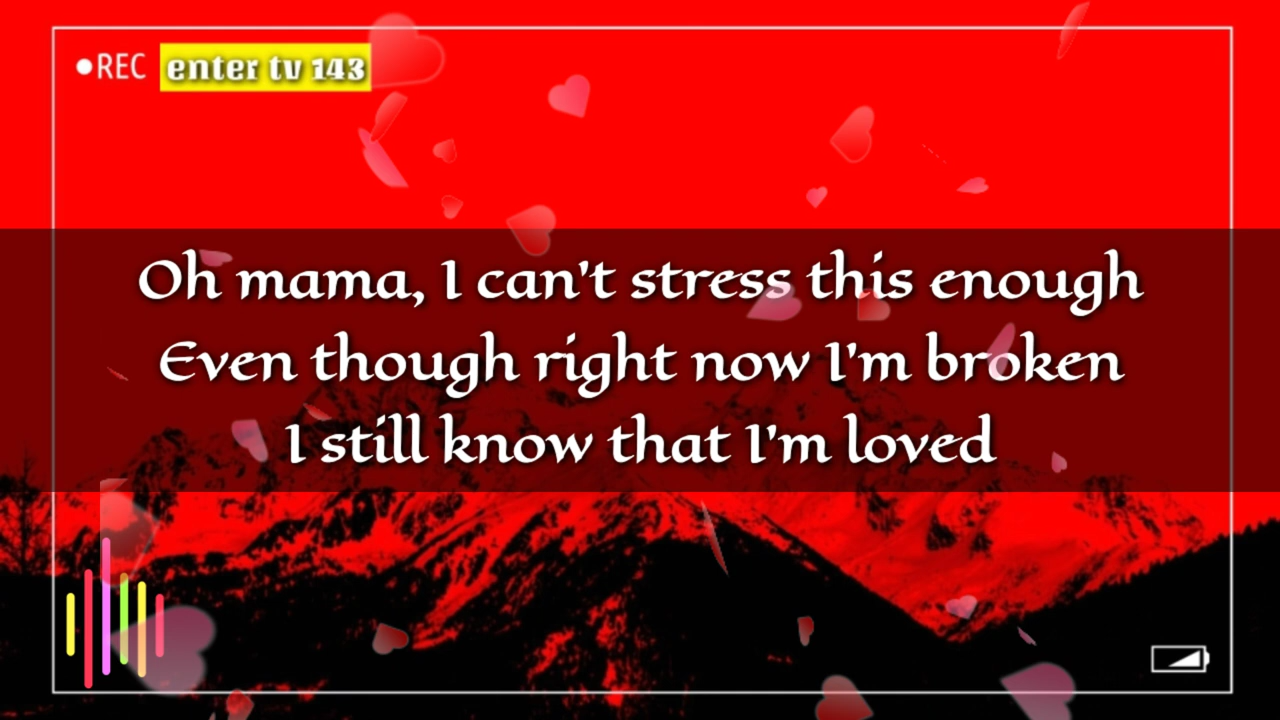 REC enter tv 143
Oh mama, I can't stress this enough
Even though right now I'm broken
I still know that I'm loved